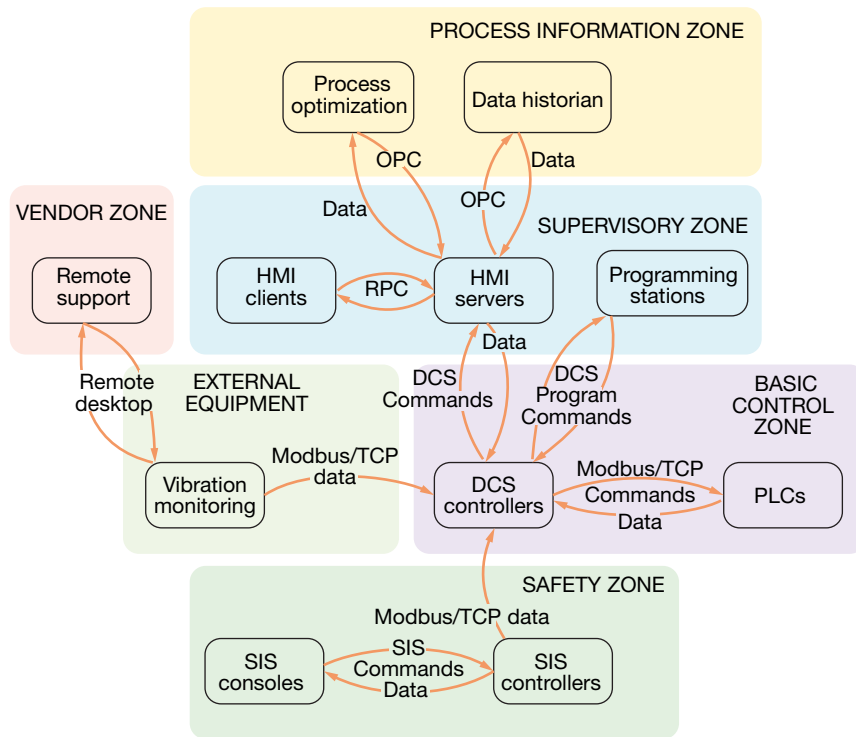 PROCESS INFORMATION ZONE
Process
optimization
Data historian
OPC
Data
Data
OPC
VENDOR ZONE
SUPERVISORY ZONE
Remote
support
HMI
clients
RPC
HMI
servers
Programming
stations
Data
Remote
desktop
EXTERNAL
EQUIPMENT
DCS
Commands
DCS
Program
Commands
BASIC
CONTROL
ZONE
Modbus/TCP
data
Vibration
monitoring
DCS
controllers
Modbus/TCP
Commands
Data
PLCs
SAFETY ZONE
Modbus/TCP data
SIS
consoles
SIS
Commands
Data
SIS
controllers